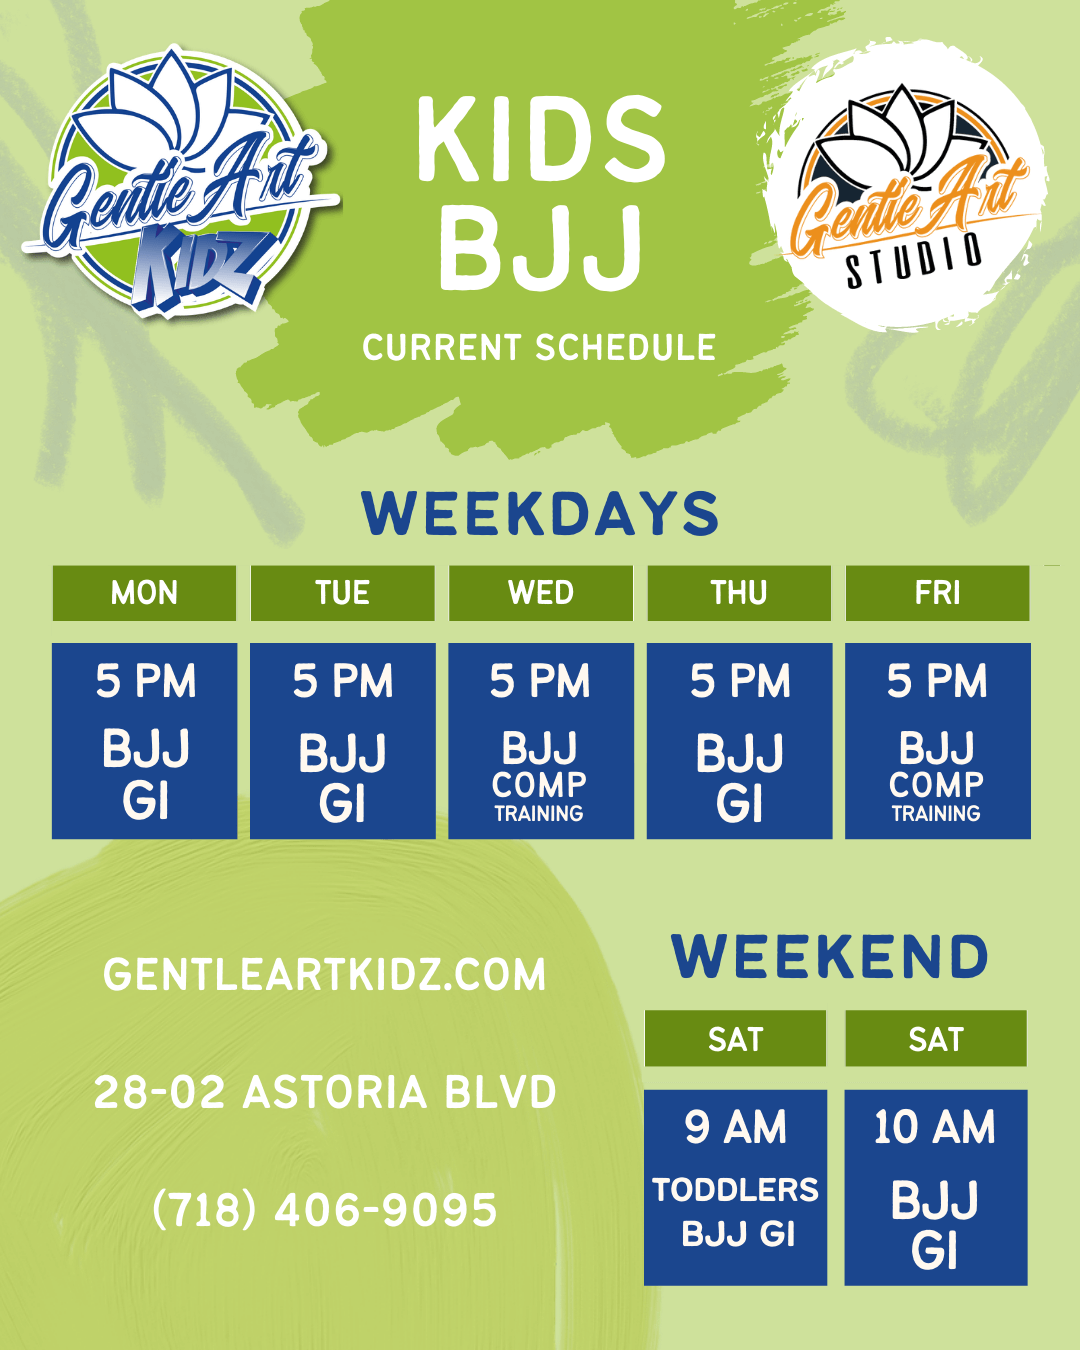 Gentle Art
KIDZ
KIDS
BJJ
CURRENT SCHEDULE
Gentle Art
STUDIO
WEEKDAYS
MON TUE WED THU FRI
5 PM 5 PM 5 PM 5 PM 5 PM
BJJ BJJ BJJ BJJ BJJ
GI GI COMP GI COMP
TRAINING TRAINING
GENTLEARTKIDZ.COM
28-02 ASTORIA BLVD
(718) 406-9095
WEEKEND
SAT SAT
9 AM 10 AM
TODDLERS BJJ
BJJ GI GI